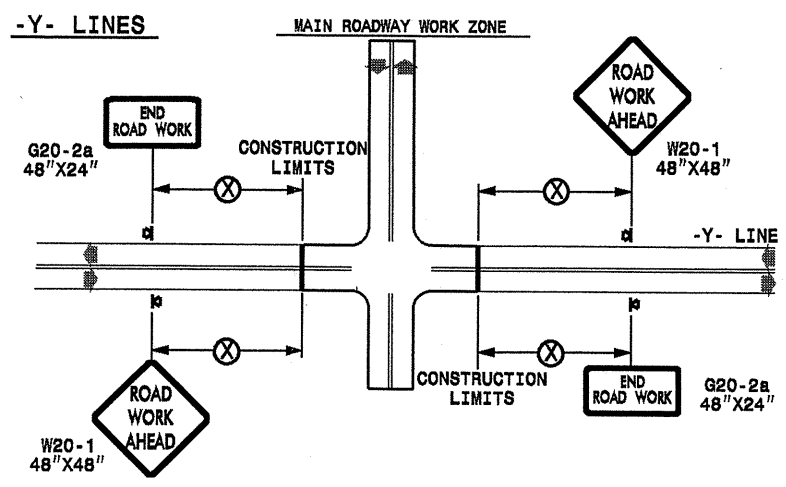 -Y- LINES
MAIN ROADWAY WORK ZONE
END
ROAD WORK
G20-2a
48"X24"
CONSTRUCTION
LIMITS
X
ROAD
WORK
AHEAD
W20-1
48"X48"
X
-Y- LINE
X
ROAD
WORK
AHEAD
W20-1
48"X48"
X
CONSTRUCTION
LIMITS
END
ROAD WORK
G20-2a
48"X24"